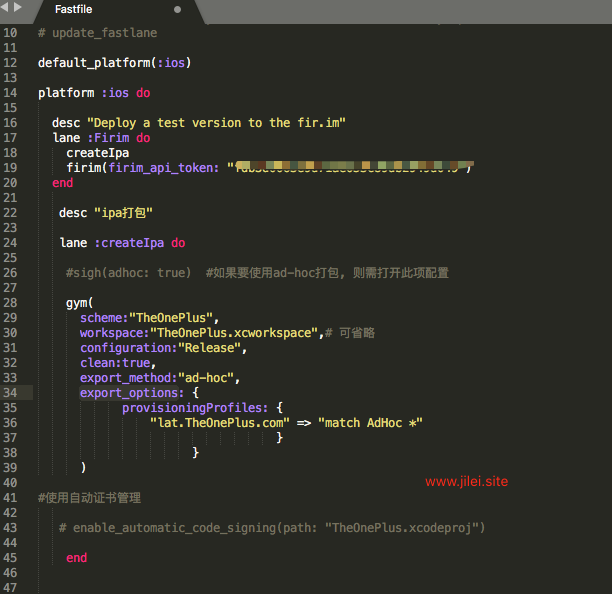 Fastfile
10 # update_fastlane
11
12 default_platform(:ios)
13
14 platform :ios do
15
16 desc "Deploy a test version to the fir.im"
17 lane :Firim do
18 createIpa
19 firim(firim_api_token: "
20 end
21
22 desc "ipa打包"
23
24 lane :createIpa do
25
26 #sigh(adhoc: true)  #如果要使用ad-hoc打包, 则需打开此项配置
27
28 gym(
29 scheme:"TheOnePlus",
30 workspace:"TheOnePlus.xcworkspace",# 可省略
31 configuration:"Release",
32 clean:true,
33 export_method:"ad-hoc",
34 export_options: {
35 provisioningProfiles: {
36 "lat.TheOnePlus.com" => "match AdHoc *"
37 }
38 }
39 )
40
www.jilei.site
41 #使用自动证书管理
42
43 # enable_automatic_code_signing(path: "TheOnePlus.xcodeproj")
44
45 end
46
47